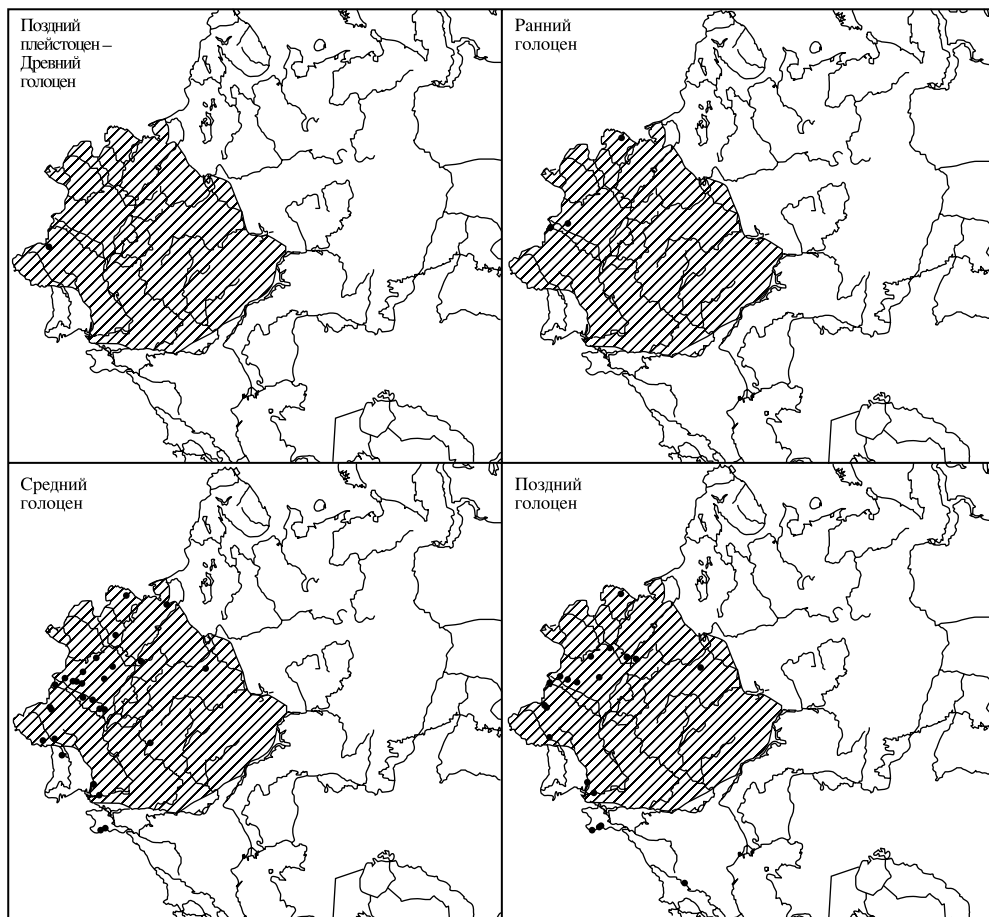 Поздний
плейстоцен –
Древний
голоцен
Ранний
голоцен
Средний
голоцен
Поздний
голоцен